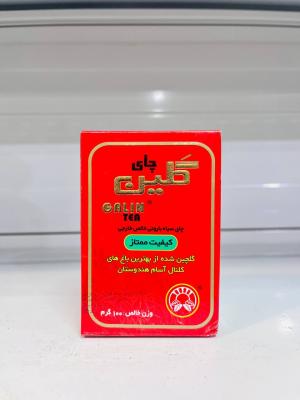 چای
گلین
GALIN®
TEA
چای سیاه باروتی خالص خارجی
کیفیت ممتاز
گلچین شده از بهترین باغ های
کلنال آسام هندوستان
وزن خالص: ۱۰۰ گرم
®